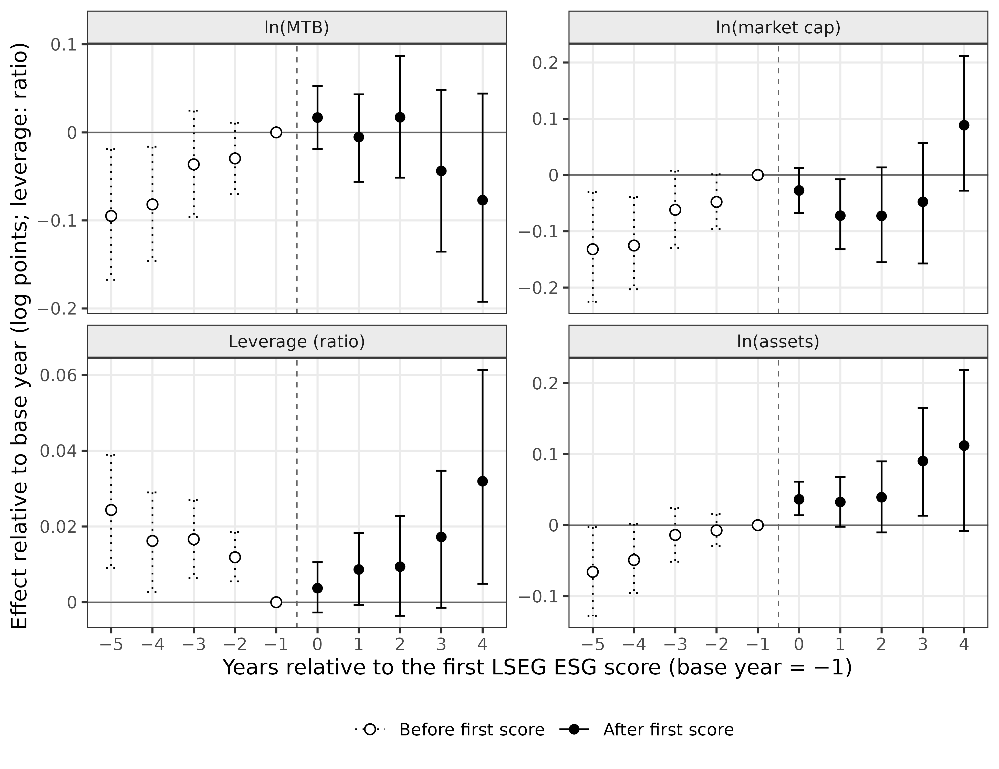 ln(MTB)
ln(market cap)
0.1
0
−0.1
−0.2
0.2
0.1
0
−0.1
−0.2
Effect relative to base year (log points; leverage: ratio)
Leverage (ratio)
ln(assets)
0.06
0.04
0.02
0
0.2
0.1
0
−0.1
−5 −4 −3 −2 −1 0 1 2 3 4
−5 −4 −3 −2 −1 0 1 2 3 4
Years relative to the first LSEG ESG score (base year = −1)
Before first score
After first score